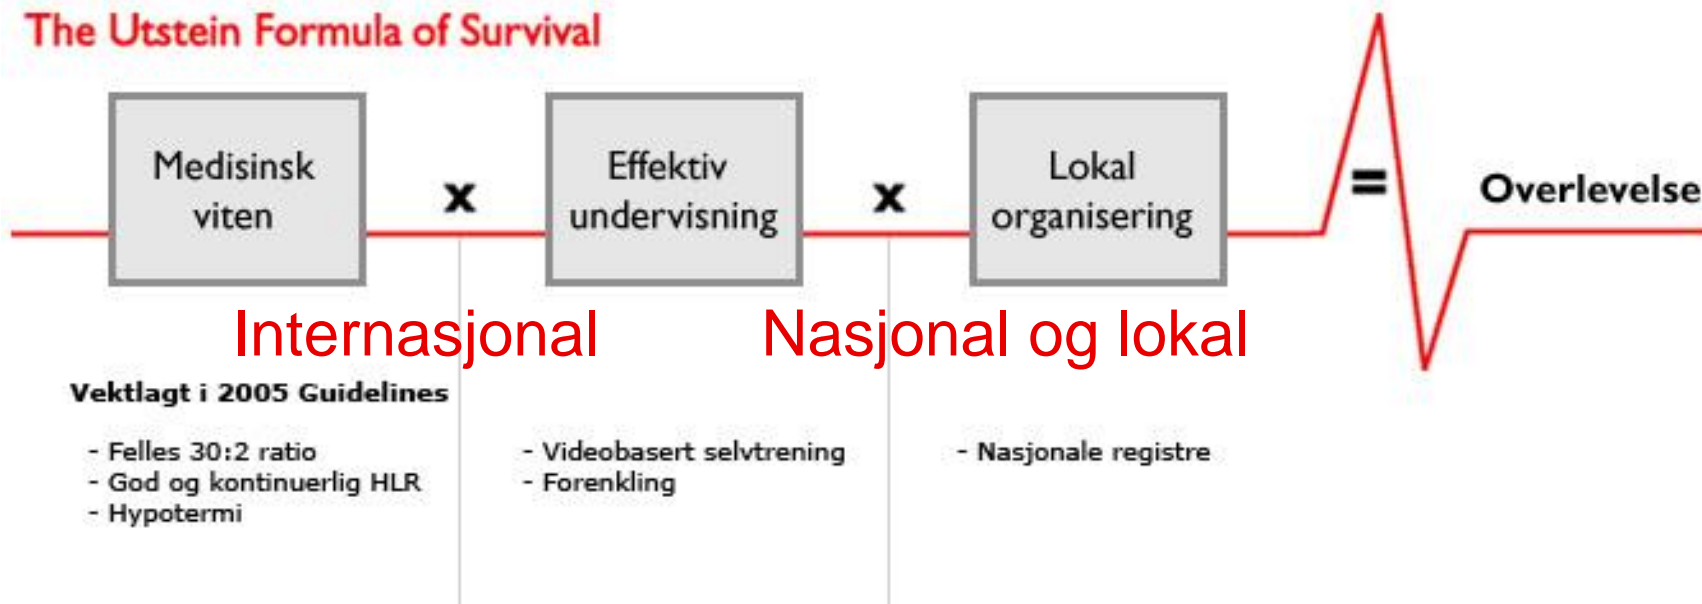 The Utstein Formula of Survival
Medisinsk
viten
x
Effektiv
undervisning
x
Lokal
organisering
=
Overlevelse
Internasjonal
Nasjonal og lokal
Vektlagt i 2005 Guidelines
- Felles 30:2 ratio
- God og kontinuerlig HLR
- Hypotermi
- Videobasert selvtrening
- Forenkling
- Nasjonale registre